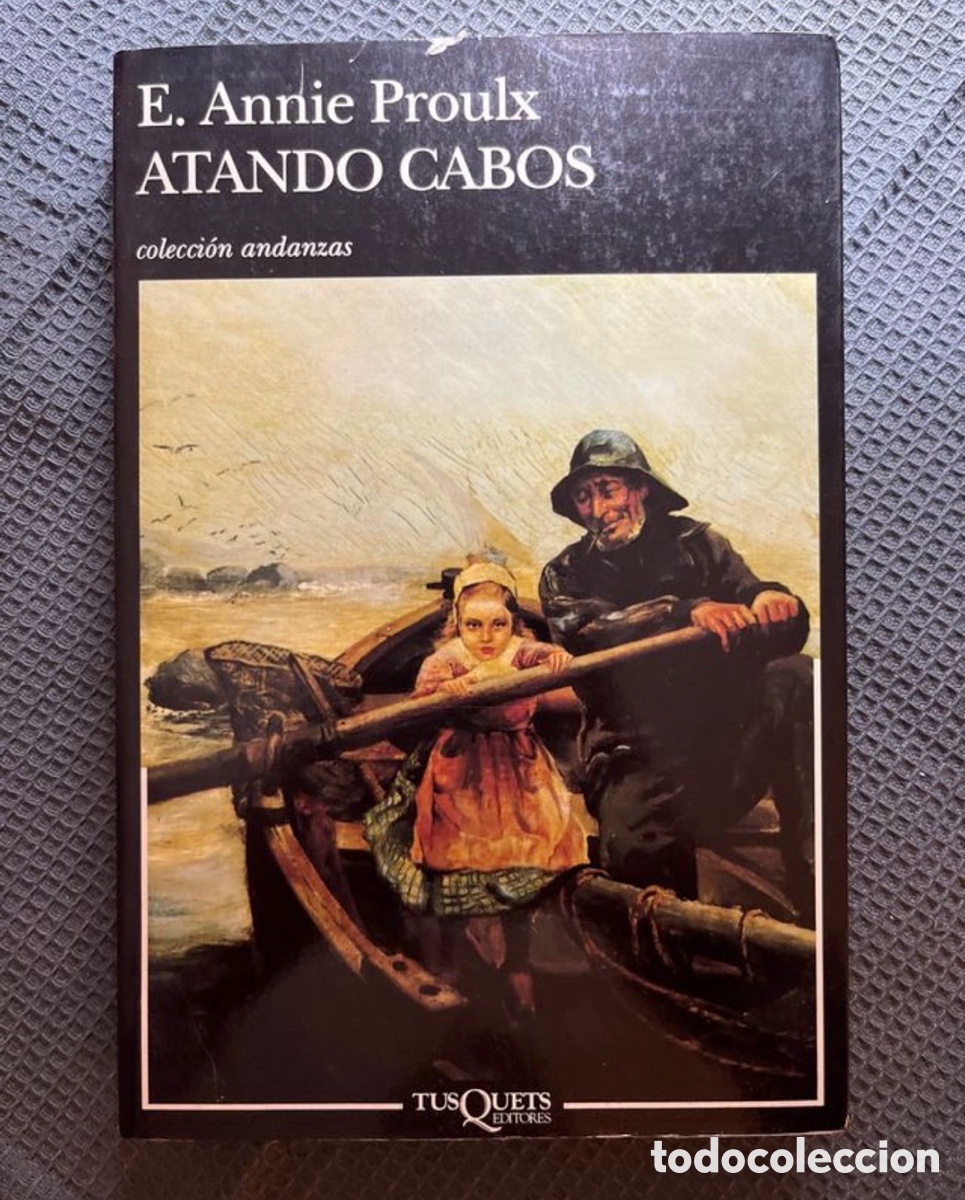 E. Annie Proulx
ATANDO CABOS
colección andanzas
TUSQUETS
EDITORES
todocoleccion